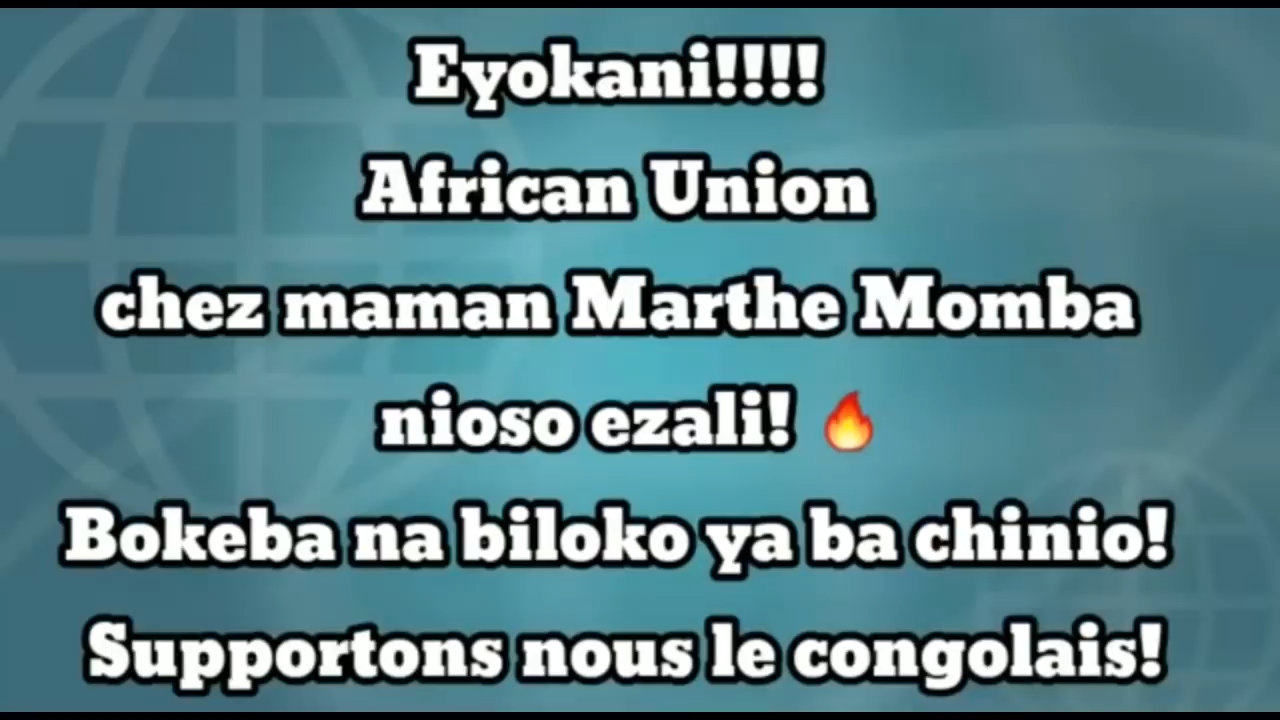 Eyokani!!!!
African Union
chez maman Marthe Momba
nioso ezali! 🔥
Bokeba na biloko ya ba chinio!
Supportons nous le congolais!